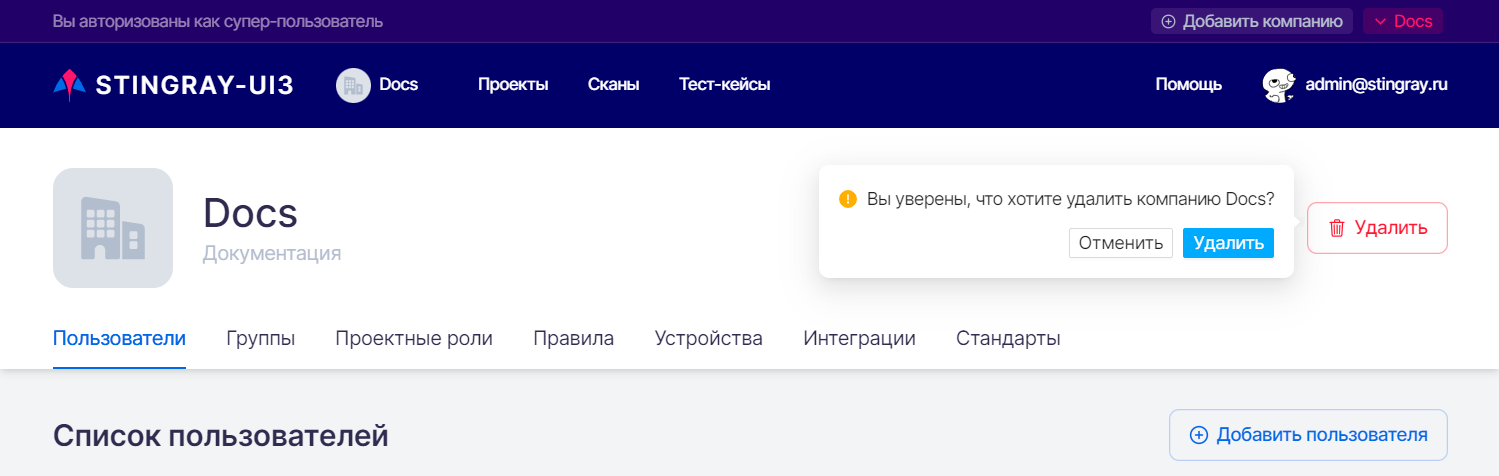 Вы авторизованы как супер-пользователь
Добавить компанию
Docs
STINGRAY-UI3
Docs
Проекты
Сканы
Тест-кейсы
Помощь
admin@stingray.ru
Docs
Документация
Вы уверены, что хотите удалить компанию Docs?
Отменить
Удалить
Удалить
Пользователи
Группы
Проектные роли
Правила
Устройства
Интеграции
Стандарты
Список пользователей
Добавить пользователя